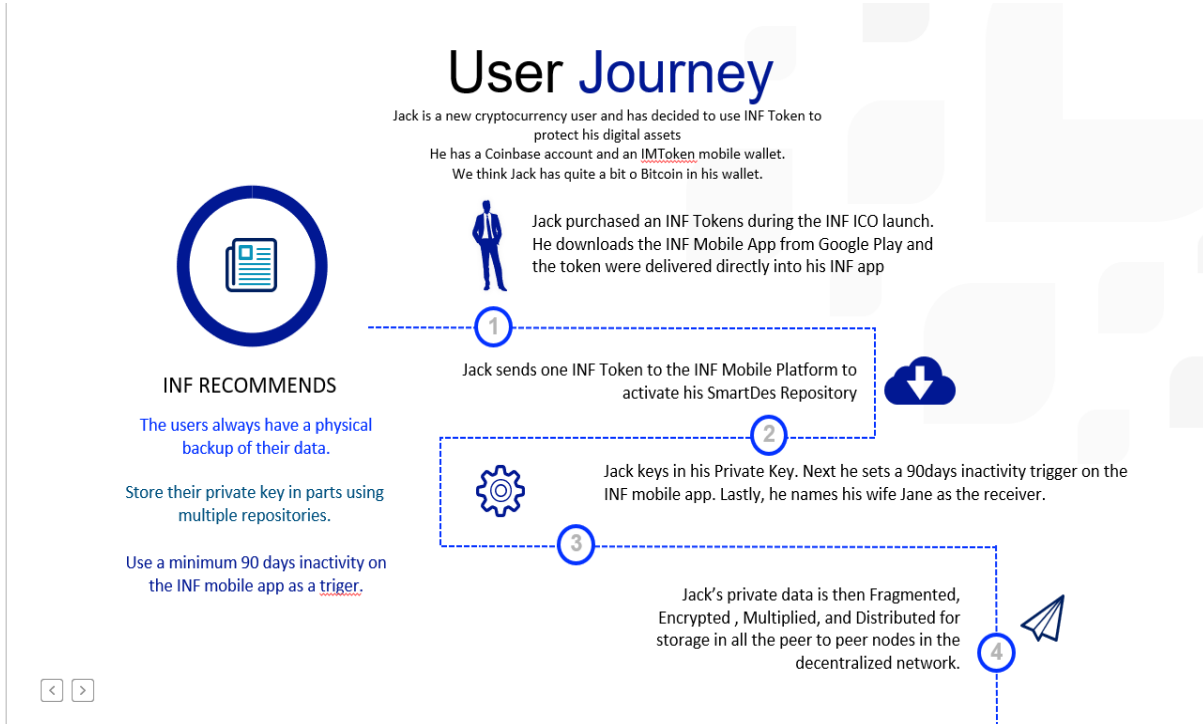 User Journey
Jack is a new cryptocurrency user and has decided to use INF Token to
protect his digital assets
He has a Coinbase account and an IMToken mobile wallet.
We think Jack has quite a bit o Bitcoin in his wallet.
Jack purchased an INF Tokens during the INF ICO launch.
He downloads the INF Mobile App from Google Play and
the token were delivered directly into his INF app
1
Jack sends one INF Token to the INF Mobile Platform to
activate his SmartDes Repository
2
Jack keys in his Private Key. Next he sets a 90days inactivity trigger on the
INF mobile app. Lastly, he names his wife Jane as the receiver.
3
Jack’s private data is then Fragmented,
Encrypted , Multiplied, and Distributed for
storage in all the peer to peer nodes in the
decentralized network.
4
INF RECOMMENDS
The users always have a physical
backup of their data.
Store their private key in parts using
multiple repositories.
Use a minimum 90 days inactivity on
the INF mobile app as a triger.